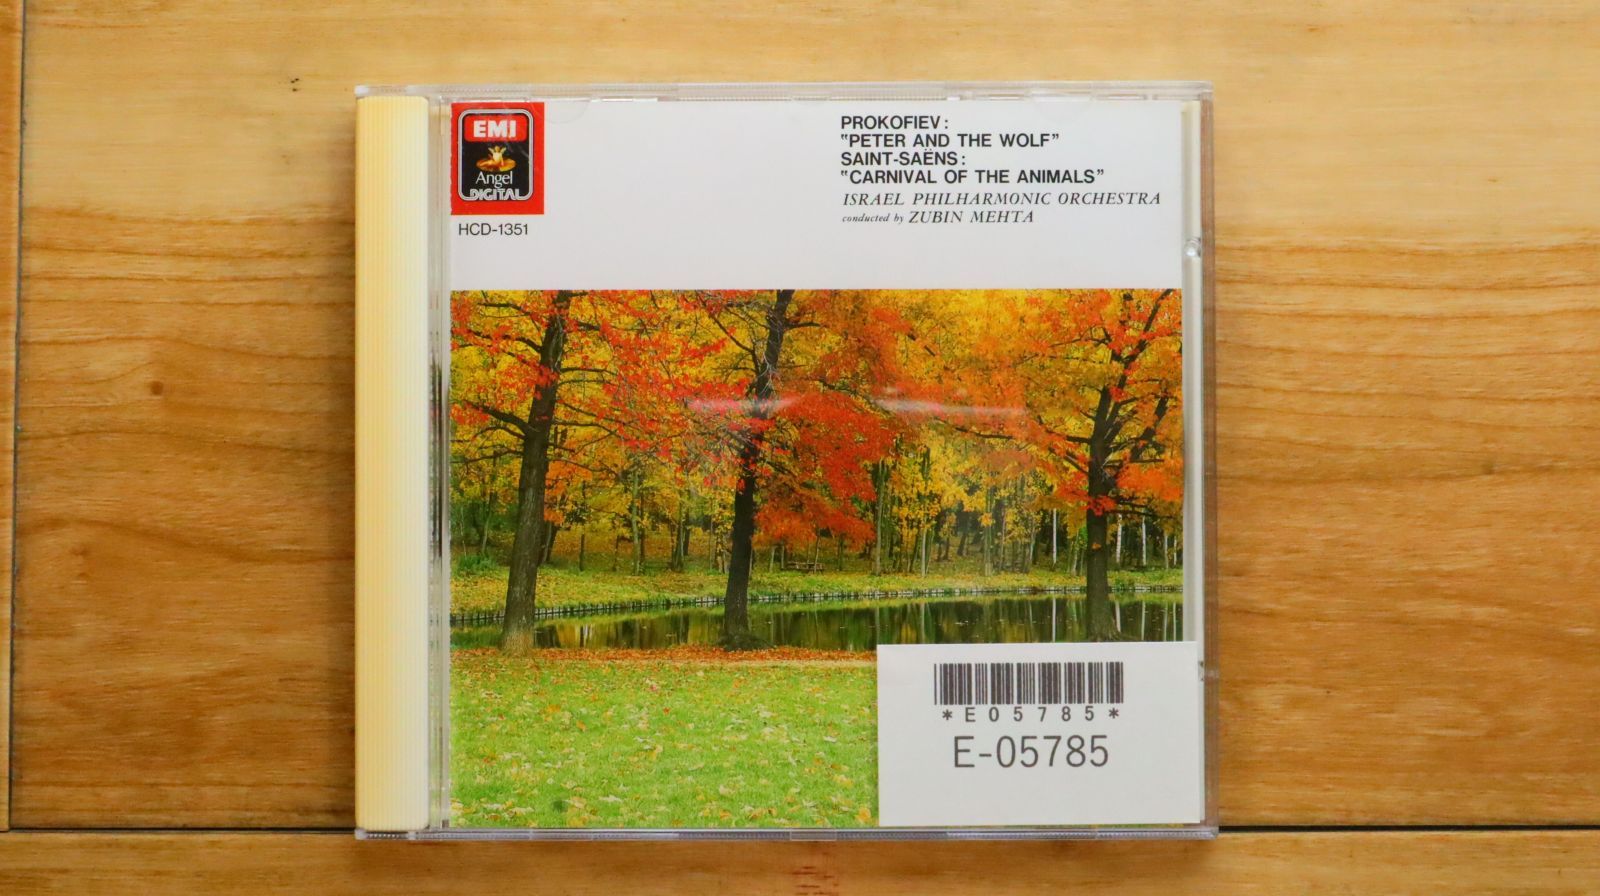 EMI
Angel
DIGITAL
HCD-1351
PROKOFIEV:
"PETER AND THE WOLF"
SAINT-SAËNS:
"CARNIVAL OF THE ANIMALS"
ISRAEL PHILHARMONIC ORCHESTRA
conducted by ZUBIN MEHTA
*E05785*
E-05785